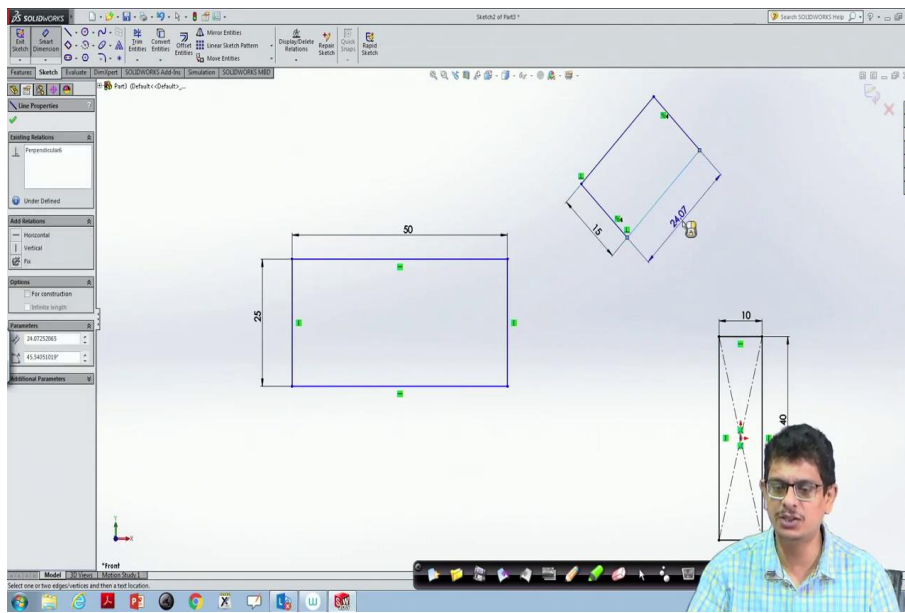 SOLIDWORKS
Sketch2 of Part3 *
Search SOLIDWORKS Help
Exit Sketch
Smart Dimension
Trim Entities
Convert Entities
Offset Entities
Mirror Entities
Linear Sketch Pattern
Move Entities
Display/Delete Relations
Repair Sketch
Quick Snaps
Rapid Sketch
Features Sketch Evaluate DimXpert SOLIDWORKS Add-Ins Simulation SOLIDWORKS MBD
Part3 (Default<<Default>_...
Line Properties
?
Existing Relations
Perpendicular6
Under Defined
Add Relations
Horizontal
Vertical
Fix
Options
For construction
Infinite length
Parameters
24.07252065
45.54051019°
Additional Parameters
24.07
15
50
25
10
40
Y
X
*Front
Model 3D Views Motion Study 1
Select one or two edges/vertices and then a text location.